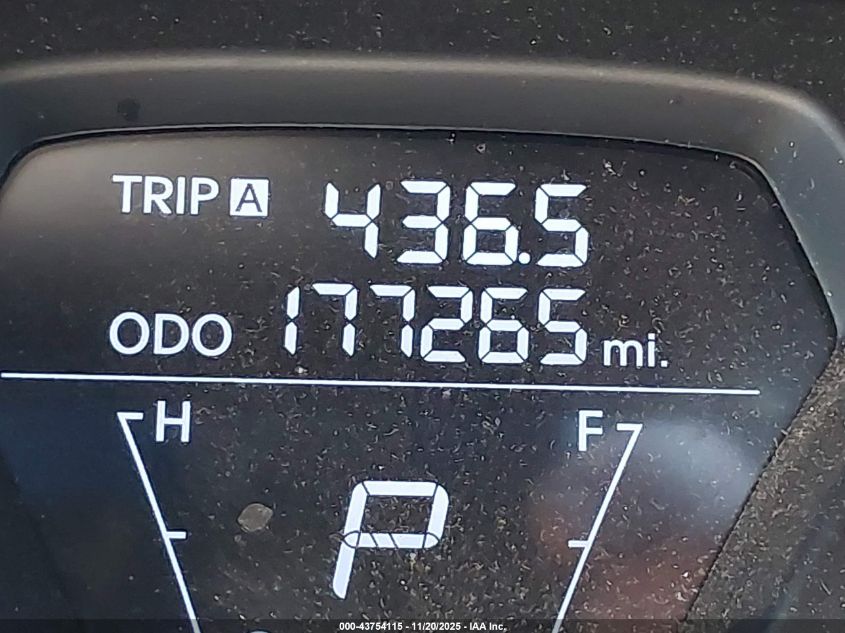 TRIP A 436.5
ODO 177265 mi.
H F
P
000-43754115 - 11/20/2025 - IAA Inc.